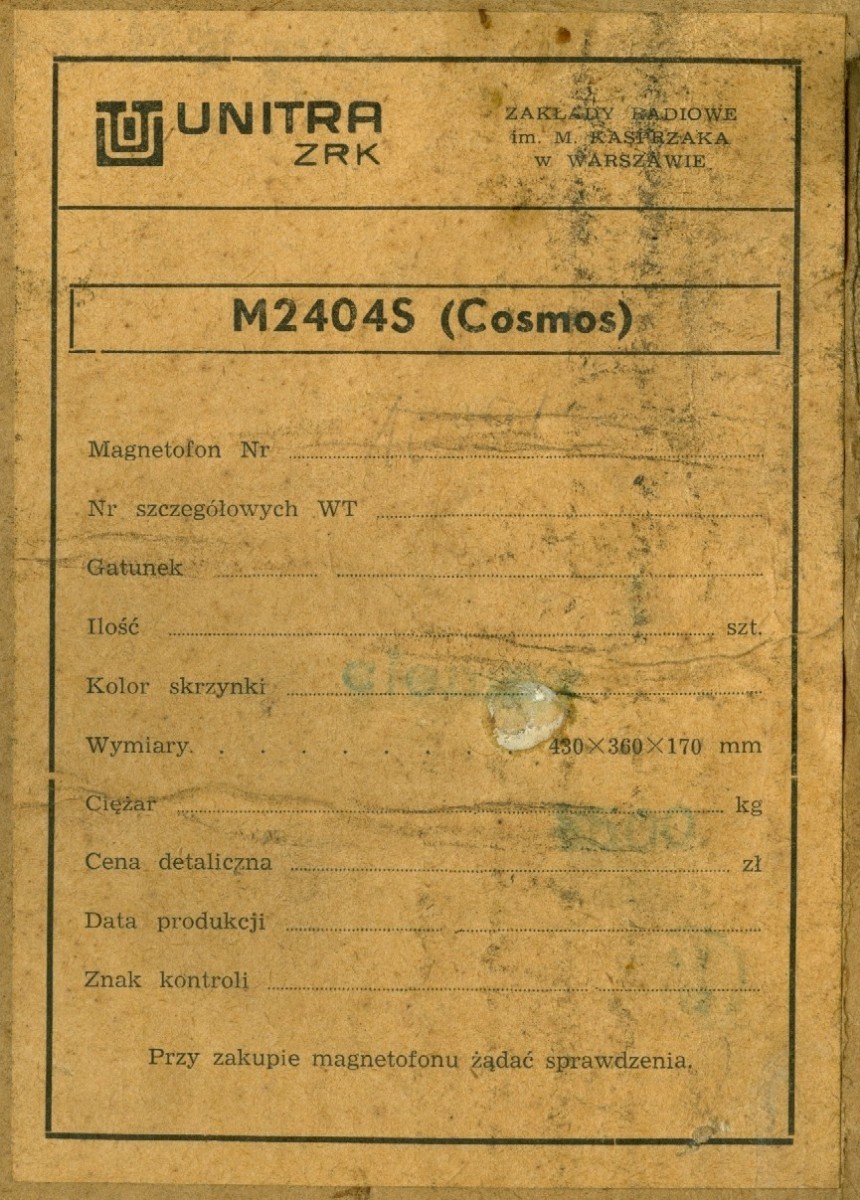 UNITRA
ZRK
ZAKŁADY RADIOWE
im. M. KASPRZAKA
w WARSZAWIE
M2404S (Cosmos)
Magnetofon Nr
Nr szczegółowych WT
Gatunek
Ilość szt.
Kolor skrzynki
Wymiary. . . . . . . . 430×360×170 mm
Ciężar kg
Cena detaliczna zł
Data produkcji
Znak kontroli
Przy zakupie magnetofonu żądać sprawdzenia.